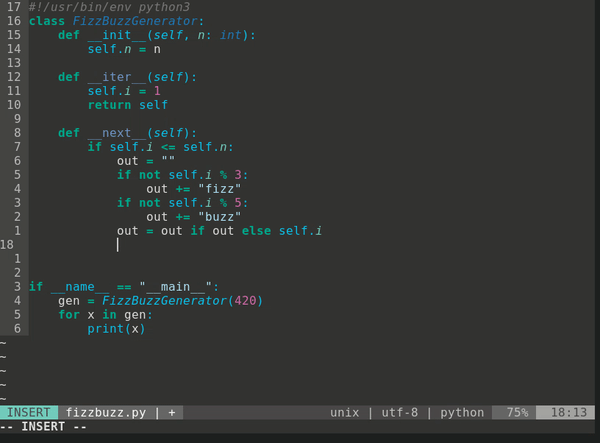 17 #!/usr/bin/env python3
16 class FizzBuzzGenerator:
15     def __init__(self, n: int):
14         self.n = n
13
12     def __iter__(self):
11         self.i = 1
10         return self
9
8     def __next__(self):
7         if self.i <= self.n:
6             out = ""
5             if not self.i % 3:
4                 out += "fizz"
3             if not self.i % 5:
2                 out += "buzz"
1             out = out if out else self.i
18
1
2
3 if __name__ == "__main__":
4     gen = FizzBuzzGenerator(420)
5     for x in gen:
6         print(x)
~
~
~
~
~
INSERT fizzbuzz.py | + unix | utf-8 | python 75% 18:13
-- INSERT --